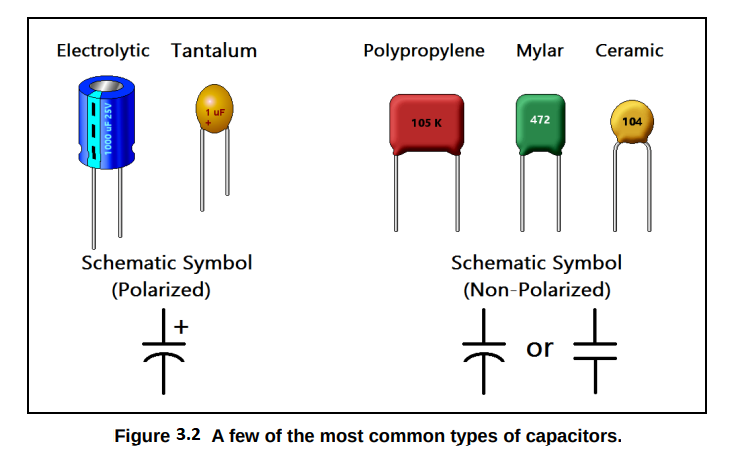 Electrolytic Tantalum
Polypropylene Mylar Ceramic
1000 uF 25V
1 uF
+
105 K
472
104
Schematic Symbol
(Polarized)
+
Schematic Symbol
(Non-Polarized)
or
Figure 3.2 A few of the most common types of capacitors.